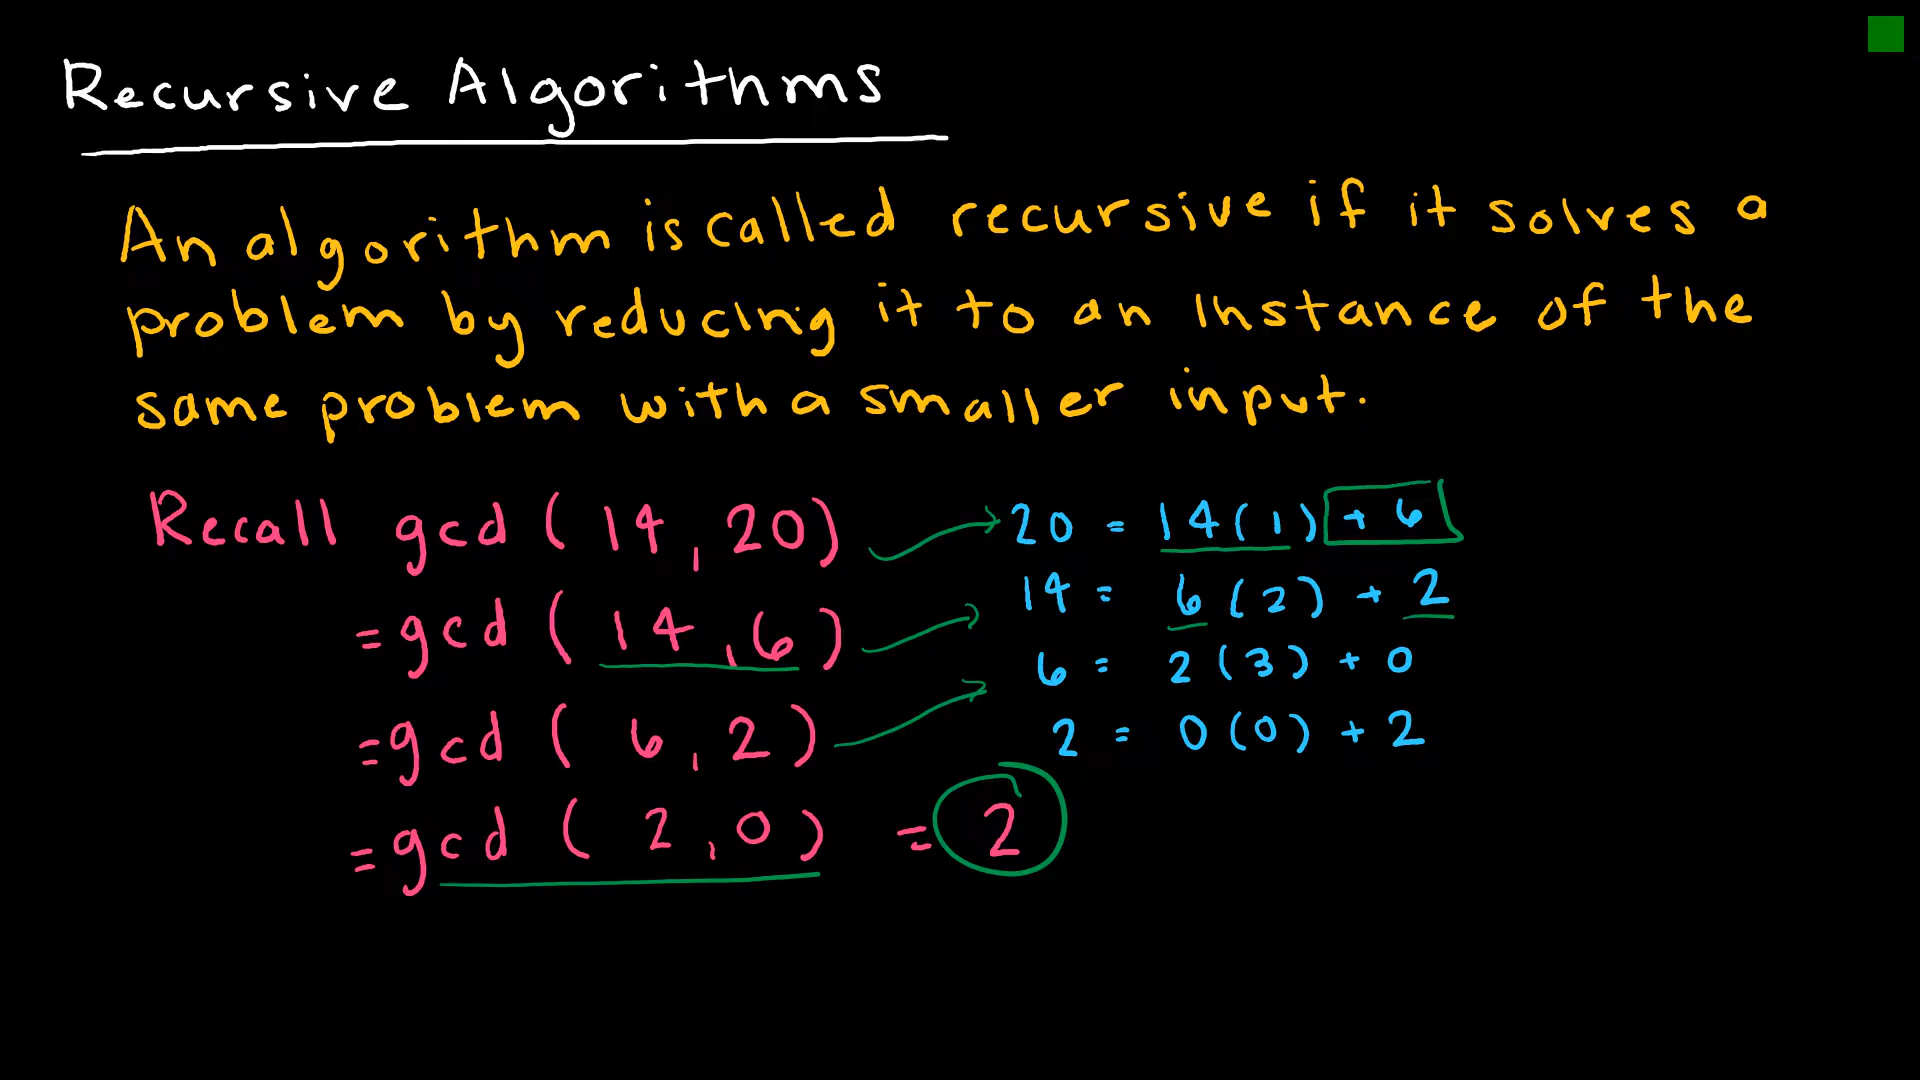 Recursive Algorithms
An algorithm is called recursive if it solves a
problem by reducing it to an instance of the
same problem with a smaller input.
Recall gcd ( 14 , 20 ) 20 = 14 ( 1 ) + 6
= gcd ( 14 , 6 ) 14 = 6 ( 2 ) + 2
= gcd ( 6 , 2 ) 6 = 2 ( 3 ) + 0
2 = 0 ( 0 ) + 2
= gcd ( 2 , 0 ) = 2